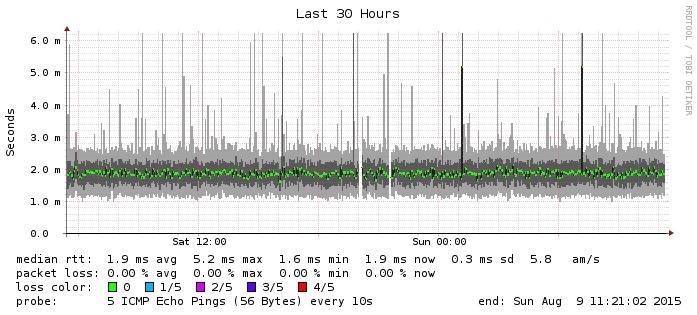 Last 30 Hours
RRDTOOL / TOBI OETIKER
Seconds
6.0 m
5.0 m
4.0 m
3.0 m
2.0 m
1.0 m
0.0
Sat 12:00 Sun 00:00
median rtt: 1.9 ms avg 5.2 ms max 1.6 ms min 1.9 ms now 0.3 ms sd 5.8 am/s
packet loss: 0.00 % avg 0.00 % max 0.00 % min 0.00 % now
loss color: 0 1/5 2/5 3/5 4/5
probe: 5 ICMP Echo Pings (56 Bytes) every 10s end: Sun Aug 9 11:21:02 2015